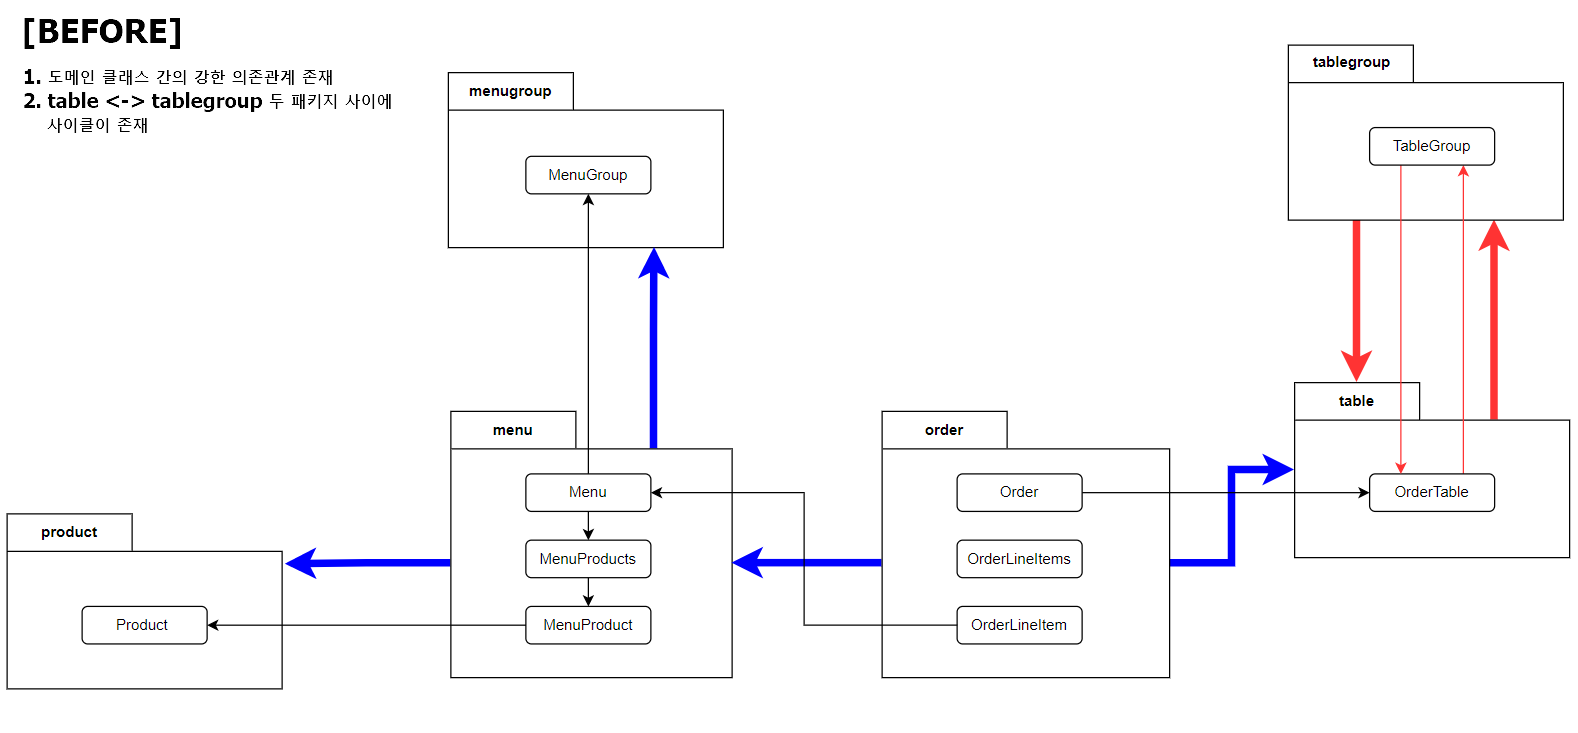 [BEFORE]
1. 도메인 클래스 간의 강한 의존관계 존재
2. table <-> tablegroup 두 패키지 사이에
사이클이 존재
menugroup
MenuGroup
tablegroup
TableGroup
menu
Menu
MenuProducts
MenuProduct
order
Order
OrderLineItems
OrderLineItem
table
OrderTable
product
Product